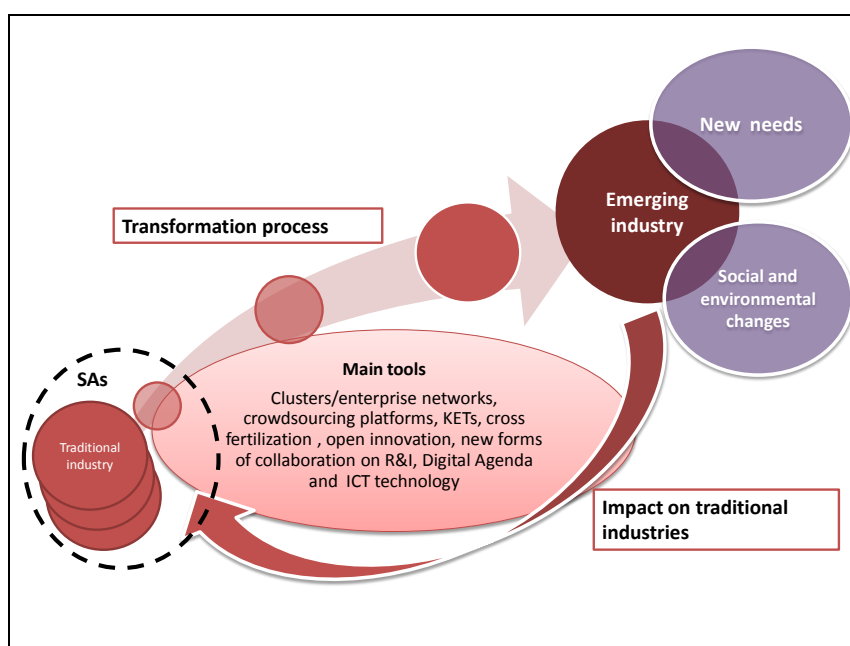 New  needs
Emerging
industry
Transformation process
Social and
environmental
changes
Main tools
SAs
Clusters/enterprise networks,
crowdsourcing platforms, KETs, cross
fertilization , open innovation, new forms
of collaboration on R&I, Digital Agenda
and  ICT technology
Traditional
industry
Impact on traditional
industries